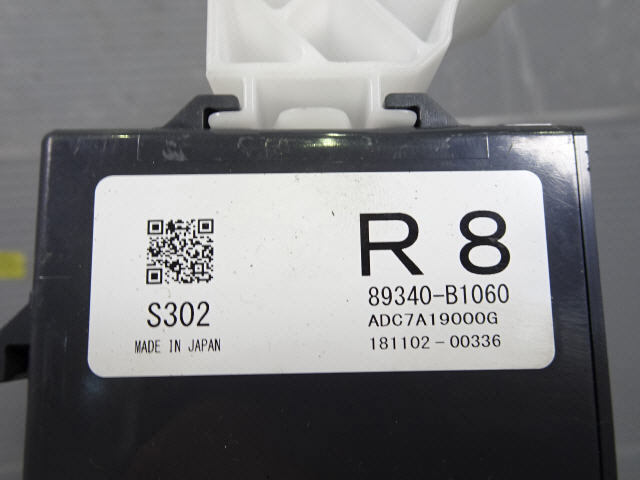 R 8
89340-B1060
S302
ADC7A19000G
MADE IN JAPAN
181102-00336